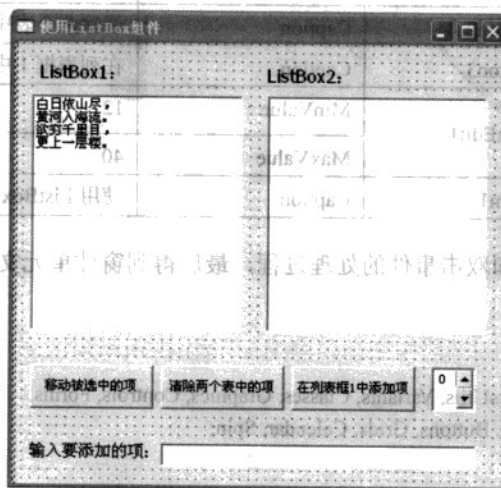 使用ListBox组件
ListBox1:
ListBox2:
白日依山尽，
黄河入海流。
欲穷千里目，
更上一层楼。
移动被选中的项
清除两个表中的项
在列表框1中添加项
0
输入要添加的项: